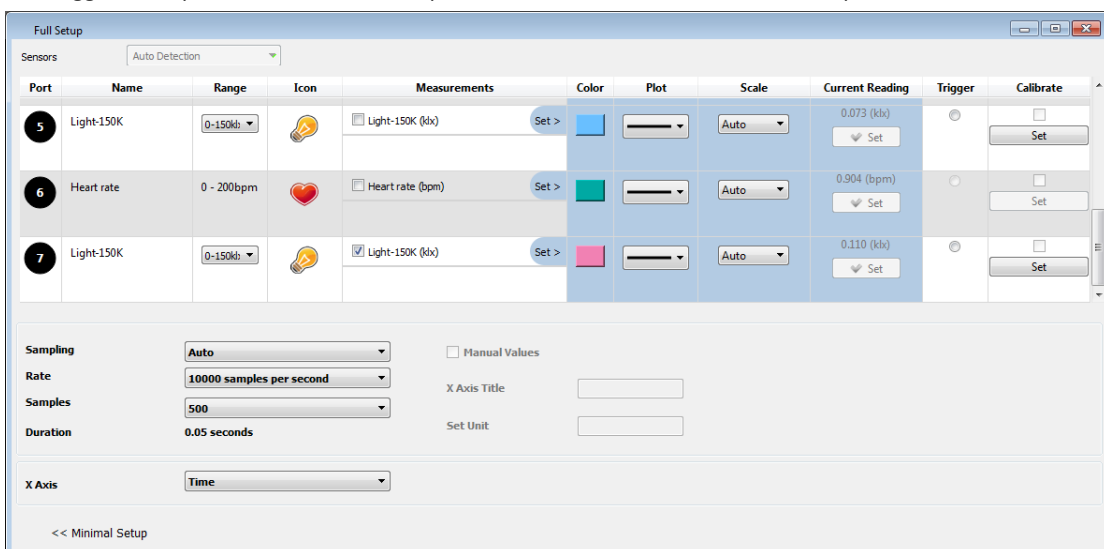 Full Setup
Sensors Auto Detection
Port Name Range Icon Measurements Color Plot Scale Current Reading Trigger Calibrate
5 Light-150K 0-150kl: Light-150K (klx) Set > Auto 0.073 (klx)
Set Set
6 Heart rate 0 - 200bpm Heart rate (bpm) Set > Auto 0.904 (bpm)
Set Set
7 Light-150K 0-150kl: Light-150K (klx) Set > Auto 0.110 (klx)
Set Set
Sampling Auto Manual Values
Rate 10000 samples per second X Axis Title
Samples 500
Duration 0.05 seconds Set Unit
X Axis Time
<< Minimal Setup